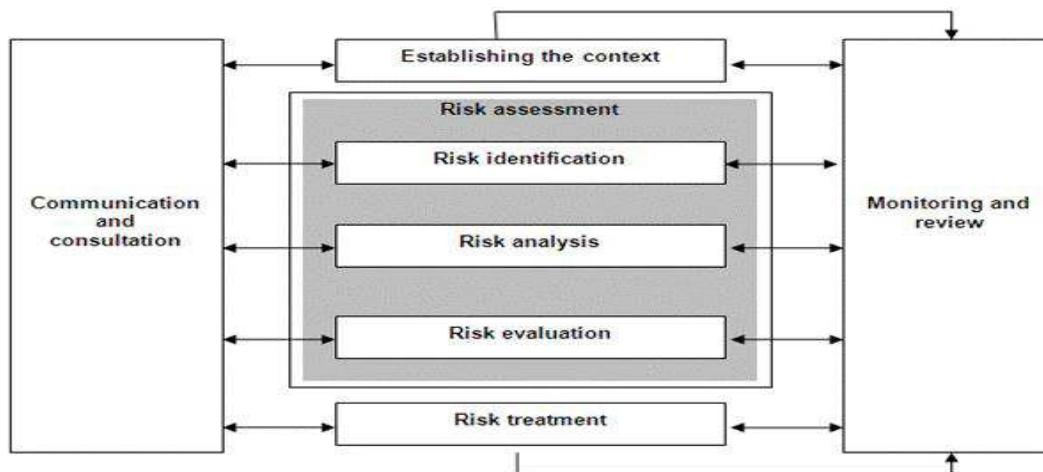 Establishing the context
Risk assessment
Risk identification
Communication
and
consultation
Monitoring and
review
Risk analysis
Risk evaluation
Risk treatment